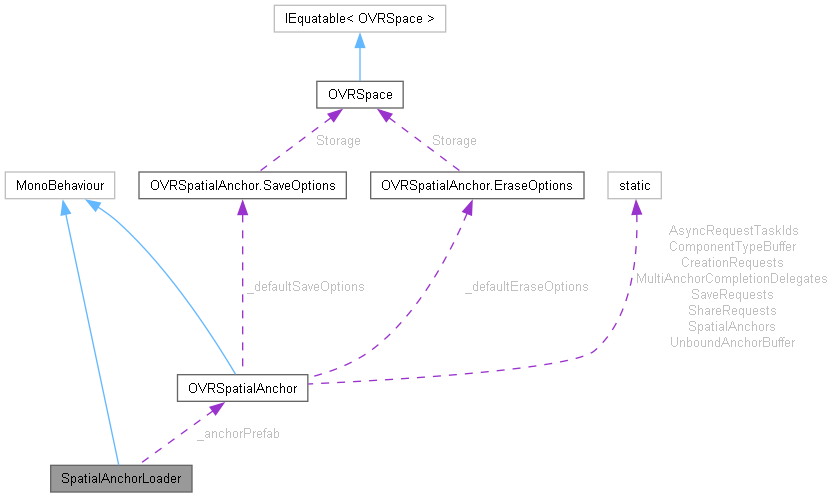 IEquatable< OVRSpace >
OVRSpace
Storage
Storage
MonoBehaviour
OVRSpatialAnchor.SaveOptions
OVRSpatialAnchor.EraseOptions
static
_defaultSaveOptions
_defaultEraseOptions
AsyncRequestTaskIds
ComponentTypeBuffer
CreationRequests
MultiAnchorCompletionDelegates
SaveRequests
ShareRequests
SpatialAnchors
UnboundAnchorBuffer
OVRSpatialAnchor
_anchorPrefab
SpatialAnchorLoader